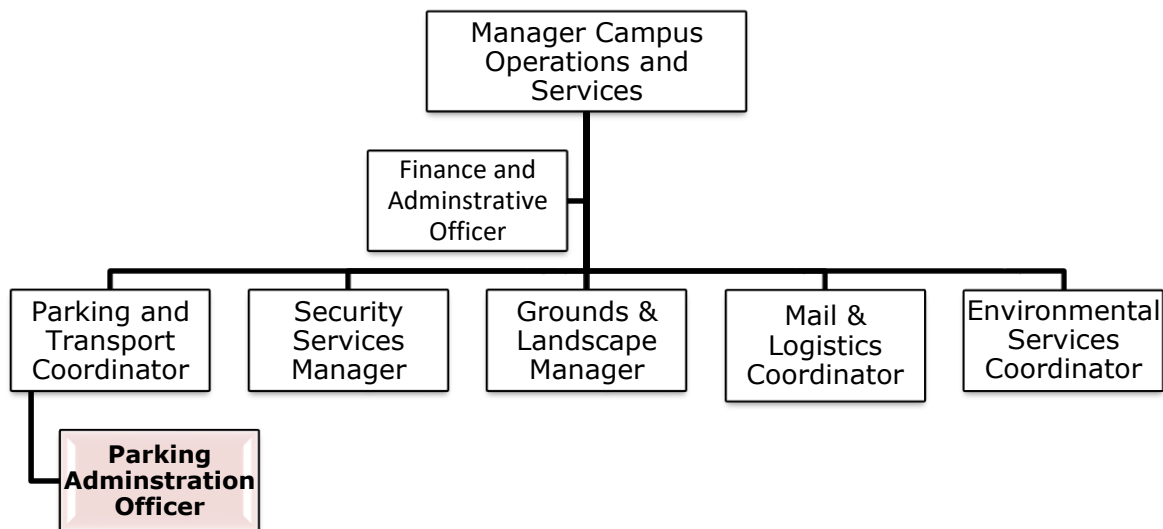 Manager Campus
Operations and
Services
Finance and
Adminstrative
Officer
Parking and
Transport
Coordinator
Security
Services
Manager
Grounds &
Landscape
Manager
Mail &
Logistics
Coordinator
Environmental
Services
Coordinator
Parking
Adminstration
Officer